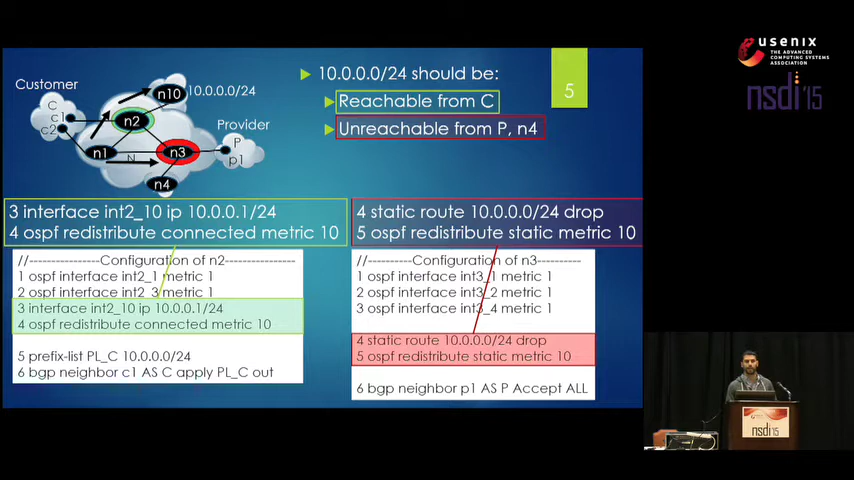 Customer
C
c1
c2
n1
n2
n10
10.0.0.0/24
Provider
P
p1
n3
N
n4
10.0.0.0/24 should be:
Reachable from C
Unreachable from P, n4
5
usenix
THE ADVANCED
COMPUTING SYSTEMS
ASSOCIATION
nsdi'15
3 interface int2_10 ip 10.0.0.1/24
4 ospf redistribute connected metric 10
//----------------Configuration of n2----------------
1 ospf interface int2_1 metric 1
2 ospf interface int2_3 metric 1
3 interface int2_10 ip 10.0.0.1/24
4 ospf redistribute connected metric 10
5 prefix-list PL_C 10.0.0.0/24
6 bgp neighbor c1 AS C apply PL_C out
4 static route 10.0.0.0/24 drop
5 ospf redistribute static metric 10
//----------Configuration of n3----------
1 ospf interface int3_1 metric 1
2 ospf interface int3_2 metric 1
3 ospf interface int3_4 metric 1
4 static route 10.0.0.0/24 drop
5 ospf redistribute static metric 10
6 bgp neighbor p1 AS P Accept ALL
nsdi'15